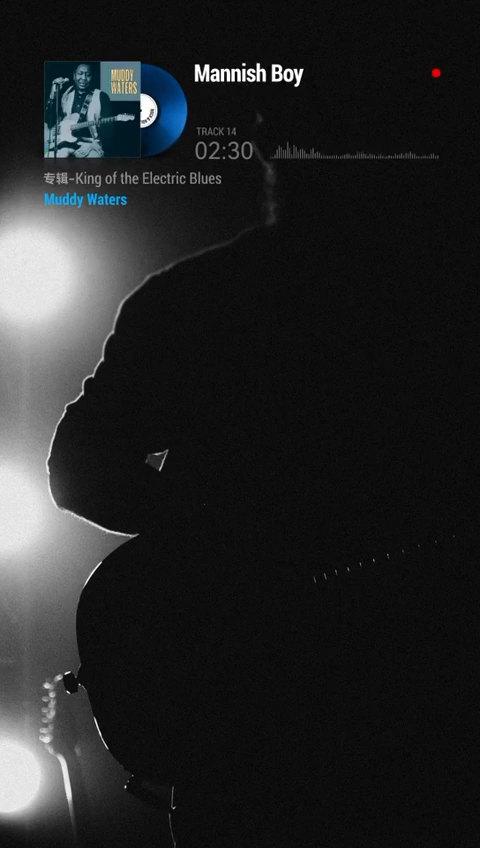 MUDDY
WATERS
Mannish Boy
TRACK 14
02:30
专辑-King of the Electric Blues
Muddy Waters